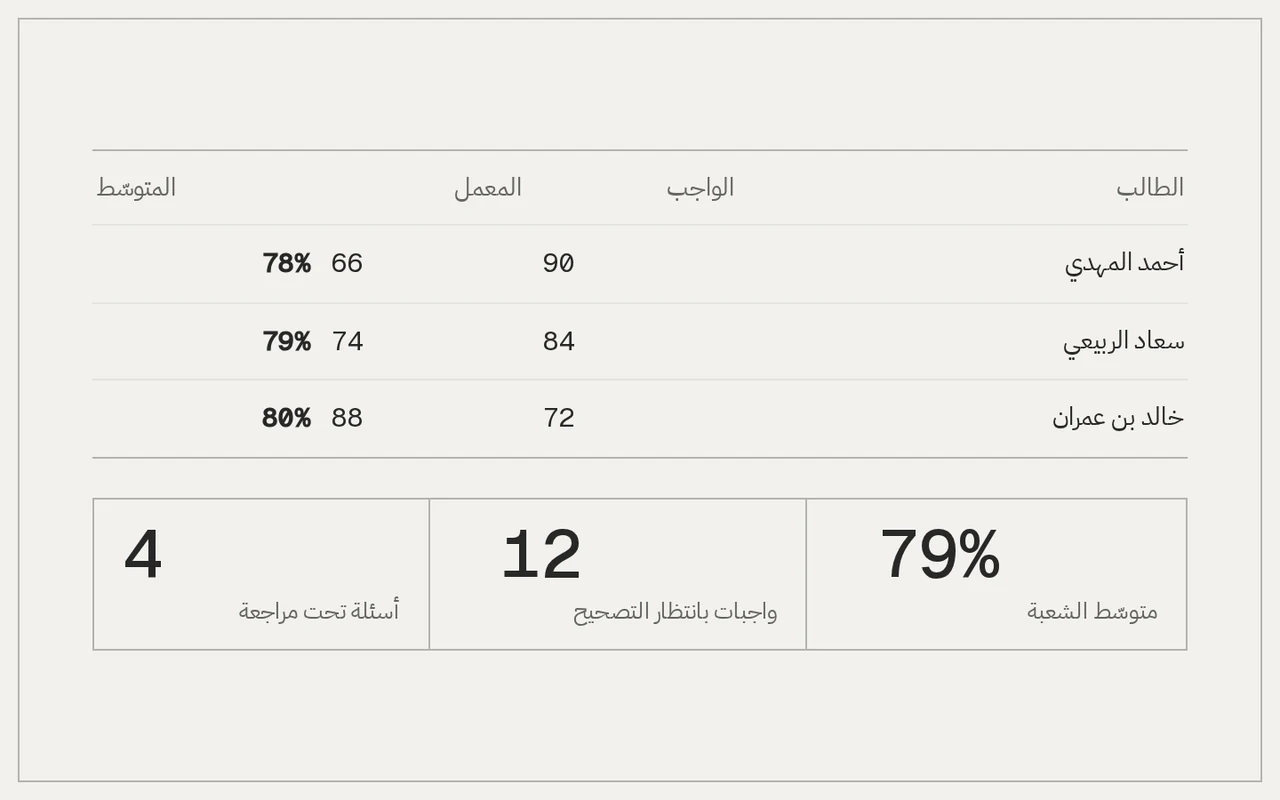 الطالب الواجب المعمل المتوسّط
أحمد المهدي 90 66 78%
سعاد الربيعي 84 74 79%
خالد بن عمران 72 88 80%
79% 12 4
متوسّط الشعبة واجبات بانتظار التصحيح أسئلة تحت مراجعة